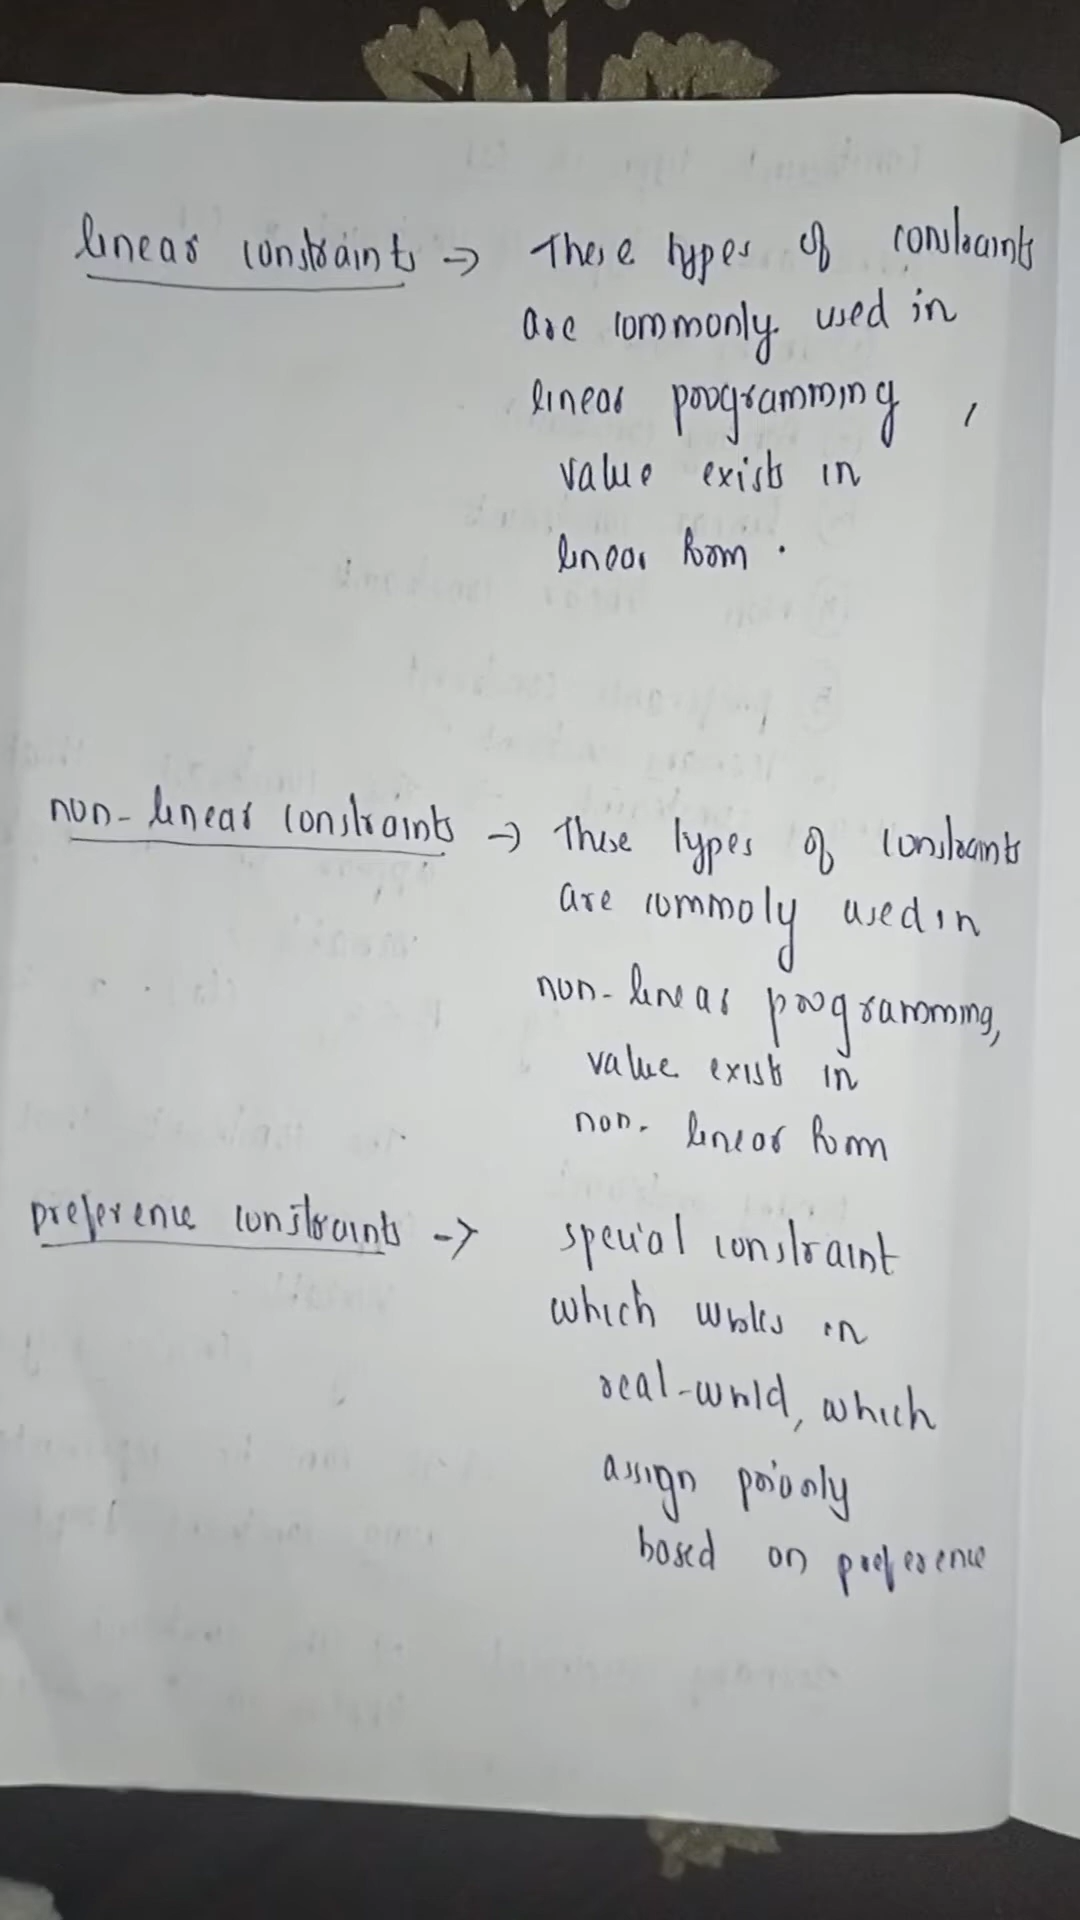 linear constraints → These types of constraints
are commonly used in
linear programming,
value exists in
linear form.
non-linear constraints → These types of constraints
are commoly used in
non-linear programming,
value exists in
non-linear form
preference constraints → special constraint
which works in
real-world, which
assign priority
based on preference